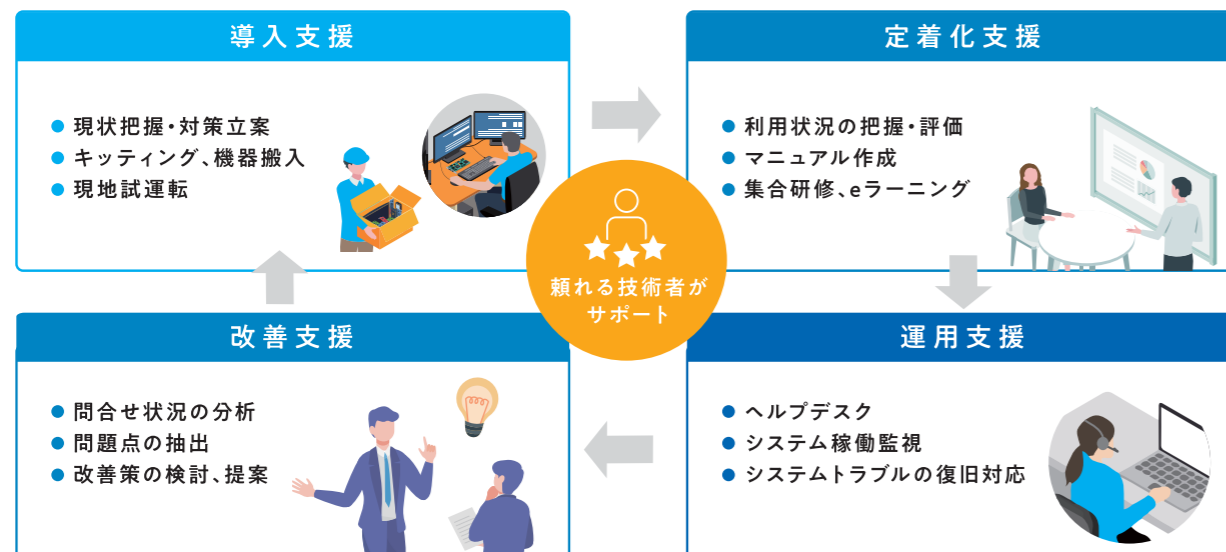 導入支援
現状把握・対策立案
キッティング、機器搬入
現地試運転
定着化支援
利用状況の把握・評価
マニュアル作成
集合研修、eラーニング
頼れる技術者が
サポート
改善支援
問合せ状況の分析
問題点の抽出
改善策の検討、提案
運用支援
ヘルプデスク
システム稼働監視
システムトラブルの復旧対応